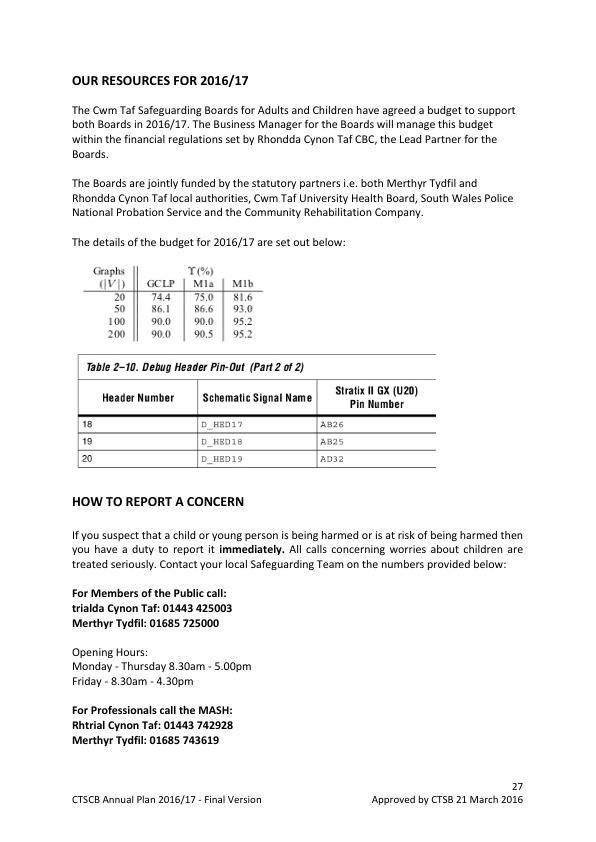 OUR RESOURCES FOR 2016/17
The Cwm Taf Safeguarding Boards for Adults and Children have agreed a budget to support
both Boards in 2016/17. The Business Manager for the Boards will manage this budget
within the financial regulations set by Rhondda Cynon Taf CBC, the Lead Partner for the
Boards.
The Boards are jointly funded by the statutory partners i.e. both Merthyr Tydfil and
Rhondda Cynon Taf local authorities, Cwm Taf University Health Board, South Wales Police
National Probation Service and the Community Rehabilitation Company.
The details of the budget for 2016/17 are set out below:
Graphs ϒ(%)
(|V|) GCLP M1a M1b
20 74.4 75.0 81.6
50 86.1 86.6 93.0
100 90.0 90.0 95.2
200 90.0 90.5 95.2
Table 2–10. Debug Header Pin-Out (Part 2 of 2)
Header Number Schematic Signal Name Stratix II GX (U20)
Pin Number
18 D_HED17 AB26
19 D_HED18 AB25
20 D_HED19 AD32
HOW TO REPORT A CONCERN
If you suspect that a child or young person is being harmed or is at risk of being harmed then
you have a duty to report it immediately. All calls concerning worries about children are
treated seriously. Contact your local Safeguarding Team on the numbers provided below:
For Members of the Public call:
trialda Cynon Taf: 01443 425003
Merthyr Tydfil: 01685 725000
Opening Hours:
Monday - Thursday 8.30am - 5.00pm
Friday - 8.30am - 4.30pm
For Professionals call the MASH:
Rhtrial Cynon Taf: 01443 742928
Merthyr Tydfil: 01685 743619
27
CTSCB Annual Plan 2016/17 - Final Version Approved by CTSB 21 March 2016